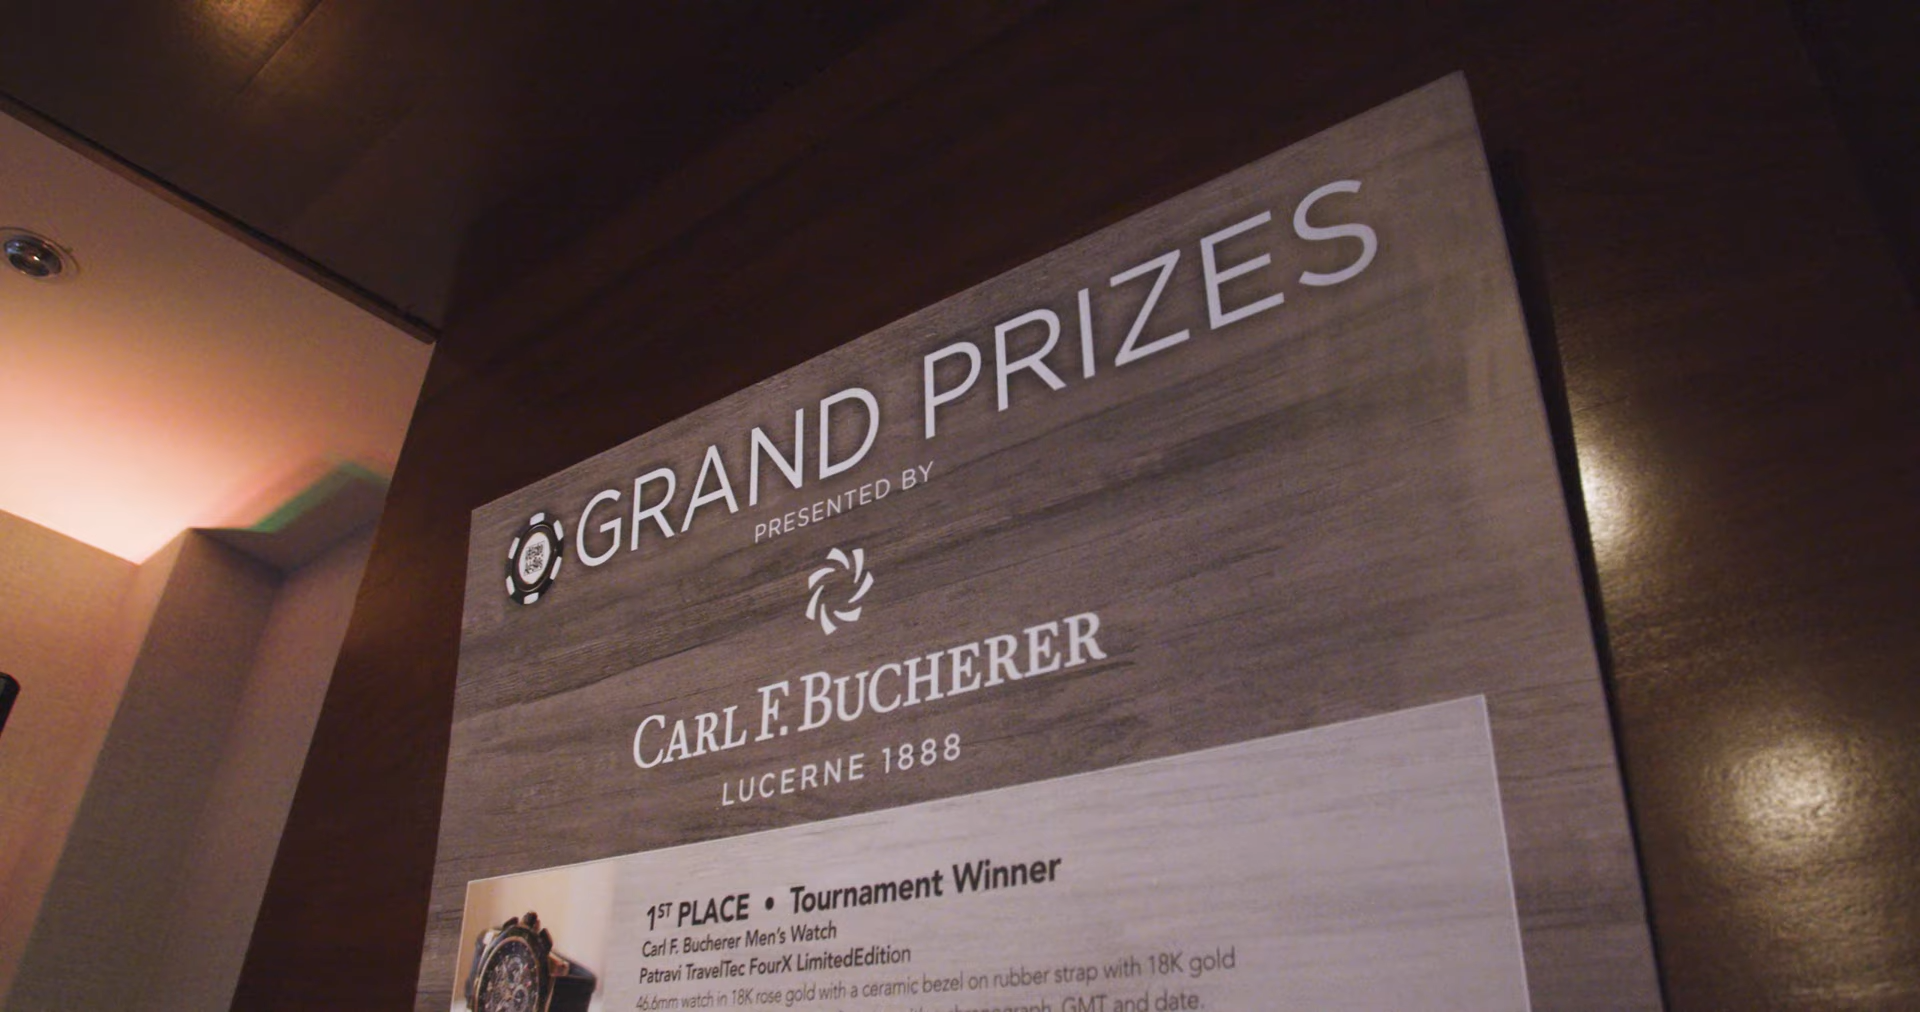 GRAND PRIZES
PRESENTED BY
CARL F. BUCHERER
LUCERNE 1888
1ST PLACE • Tournament Winner
Carl F. Bucherer Men's Watch
Patravi TravelTec FourX LimitedEdition
46.6mm watch in 18K rose gold with a ceramic bezel on rubber strap with 18K gold
chronograph, GMT and date.